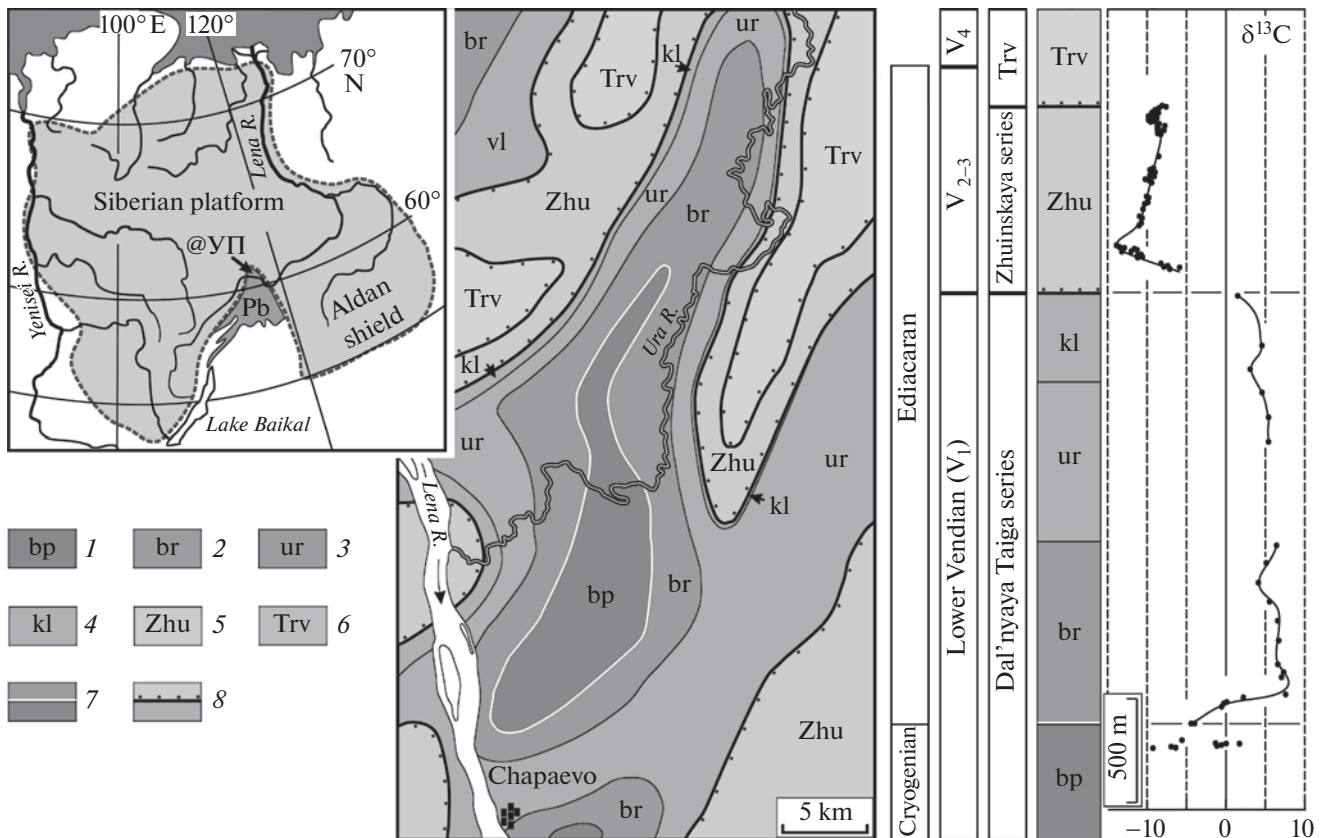 100° E
120°
70°
N
Lena R.
Siberian platform
60°
@УП
Yenisei R.
Pb
Aldan
shield
Lake Baikal
bp 1
br 2
ur 3
kl 4
Zhu 5
Trv 6
7
8
br
kl
ur
Trv
vl
Trv
ur
br
Zhu
Trv
Ura R.
kl
ur
Zhu
ur
kl
Lena R.
bp
br
Zhu
Chapaevo
br
5 km
Ediacaran
Cryogenian
V4
V2–3
Lower Vendian (V1)
Trv
Zhuinskaya series
Dal'nyaya Taiga series
Trv
Zhu
kl
ur
br
bp
δ13C
500 m
−10
0
10